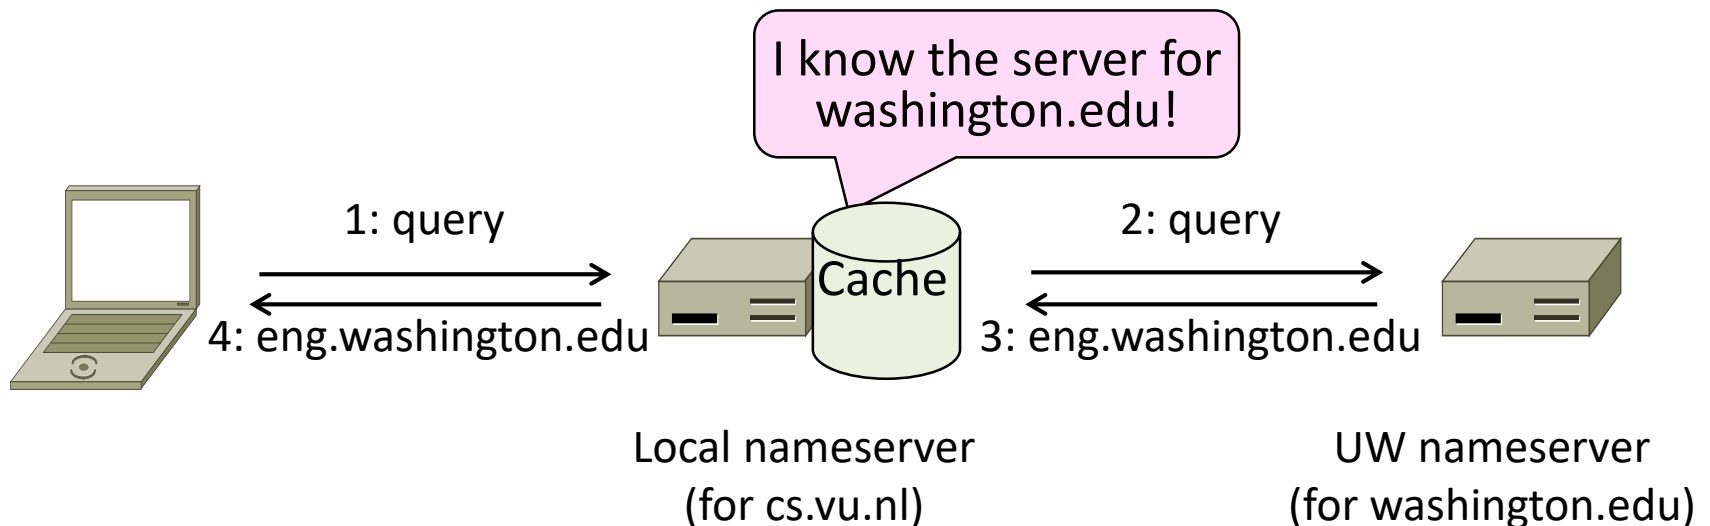 I know the server for
washington.edu!
1: query
2: query
Cache
4: eng.washington.edu
3: eng.washington.edu
Local nameserver
(for cs.vu.nl)
UW nameserver
(for washington.edu)